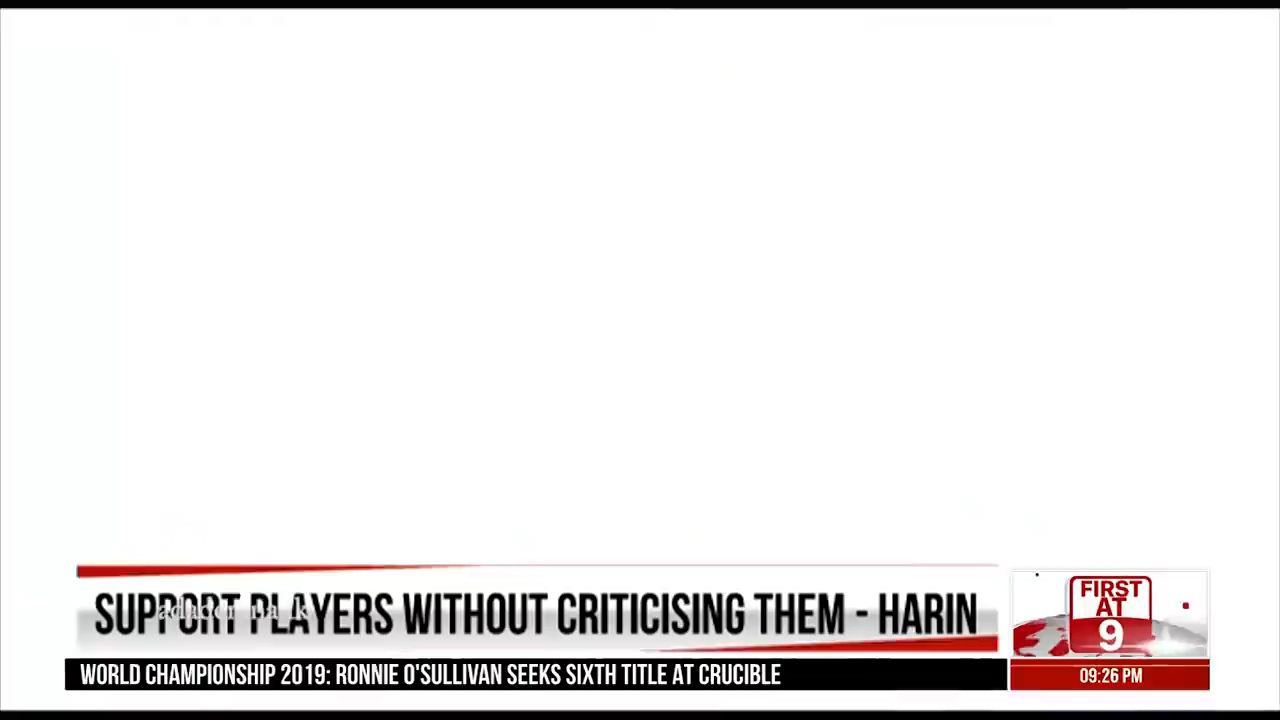 SUPPORT PLAYERS WITHOUT CRITICISING THEM - HARIN
WORLD CHAMPIONSHIP 2019: RONNIE O'SULLIVAN SEEKS SIXTH TITLE AT CRUCIBLE
FIRST
AT
9
09:26 PM